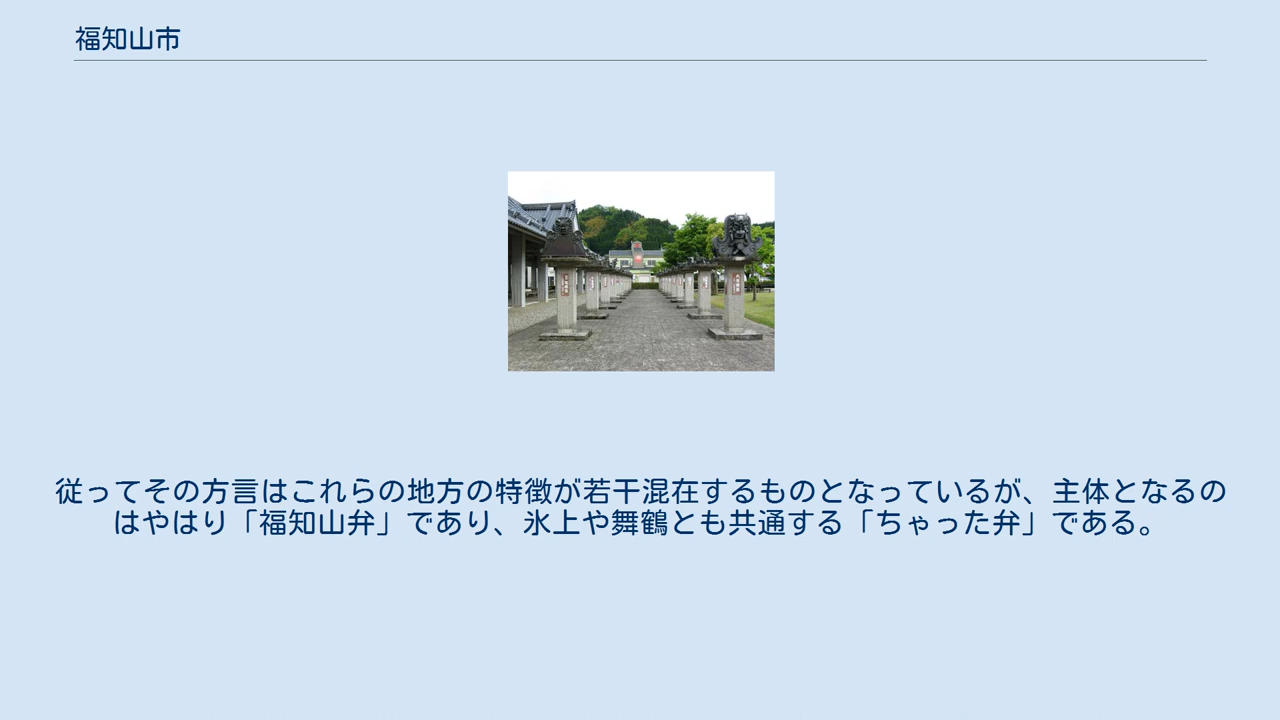 福知山市
従ってその方言はこれらの地方の特徴が若干混在するものとなっているが、主体となるの
はやはり「福知山弁」であり、氷上や舞鶴とも共通する「ちゃった弁」である。